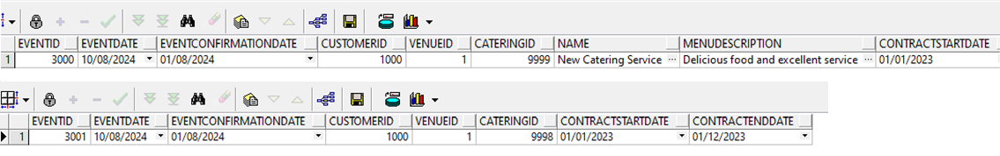 EVENTID EVENTDATE EVENTCONFIRMATIONDATE CUSTOMERID VENUEID CATERINGID NAME MENUDESCRIPTION CONTRACTSTARTDATE
1 3000 10/08/2024 01/08/2024 1000 1 9999 New Catering Service ... Delicious food and excellent service ... 01/01/2023
EVENTID EVENTDATE EVENTCONFIRMATIONDATE CUSTOMERID VENUEID CATERINGID CONTRACTSTARTDATE CONTRACTENDDATE
1 3001 10/08/2024 01/08/2024 1000 1 9998 01/01/2023 01/12/2023